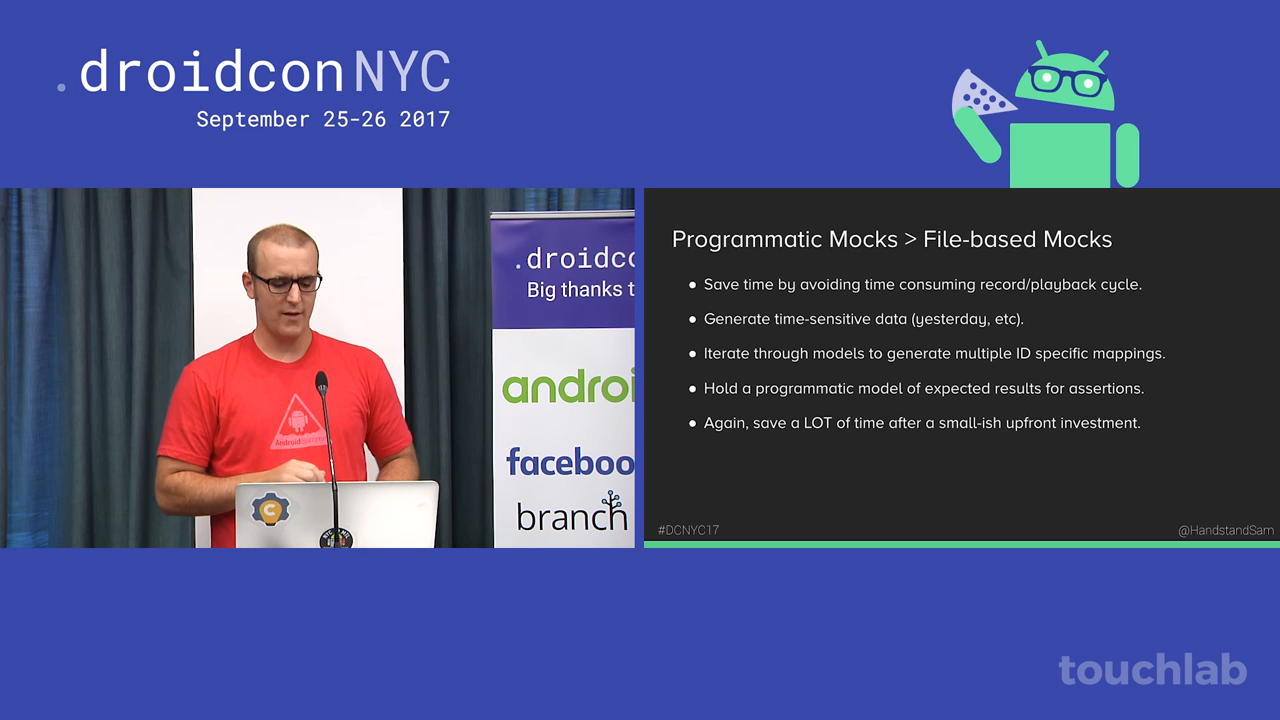 .droidcon NYC
September 25-26 2017
.droidco
Big thanks t
androi
faceboo
branch
Android
C
Programmatic Mocks > File-based Mocks
● Save time by avoiding time consuming record/playback cycle.
● Generate time-sensitive data (yesterday, etc).
● Iterate through models to generate multiple ID specific mappings.
● Hold a programmatic model of expected results for assertions.
● Again, save a LOT of time after a small-ish upfront investment.
#DCNYC17
@HandstandSam
touchlab